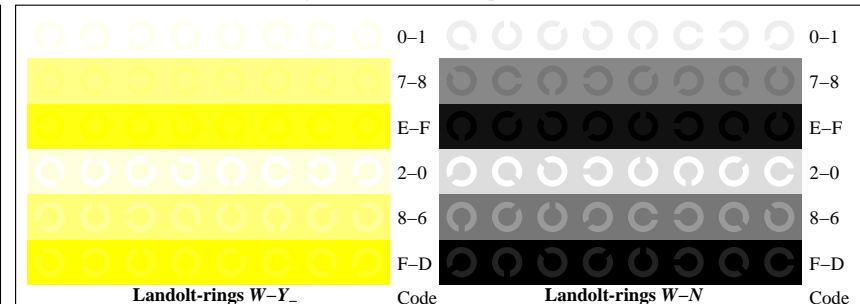 0–1 0–1
7–8 7–8
E–F E–F
2–0 2–0
8–6 8–6
F–D F–D
Landolt-rings W–Y_ Code Landolt-rings W–N Code